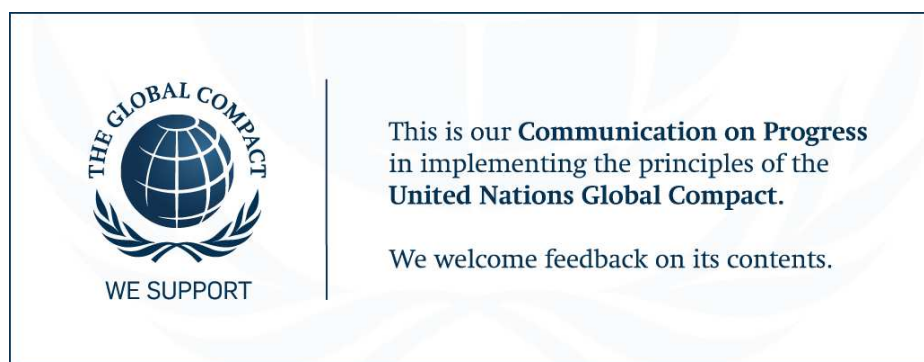 THE GLOBAL COMPACT
WE SUPPORT
This is our Communication on Progress
in implementing the principles of the
United Nations Global Compact.
We welcome feedback on its contents.